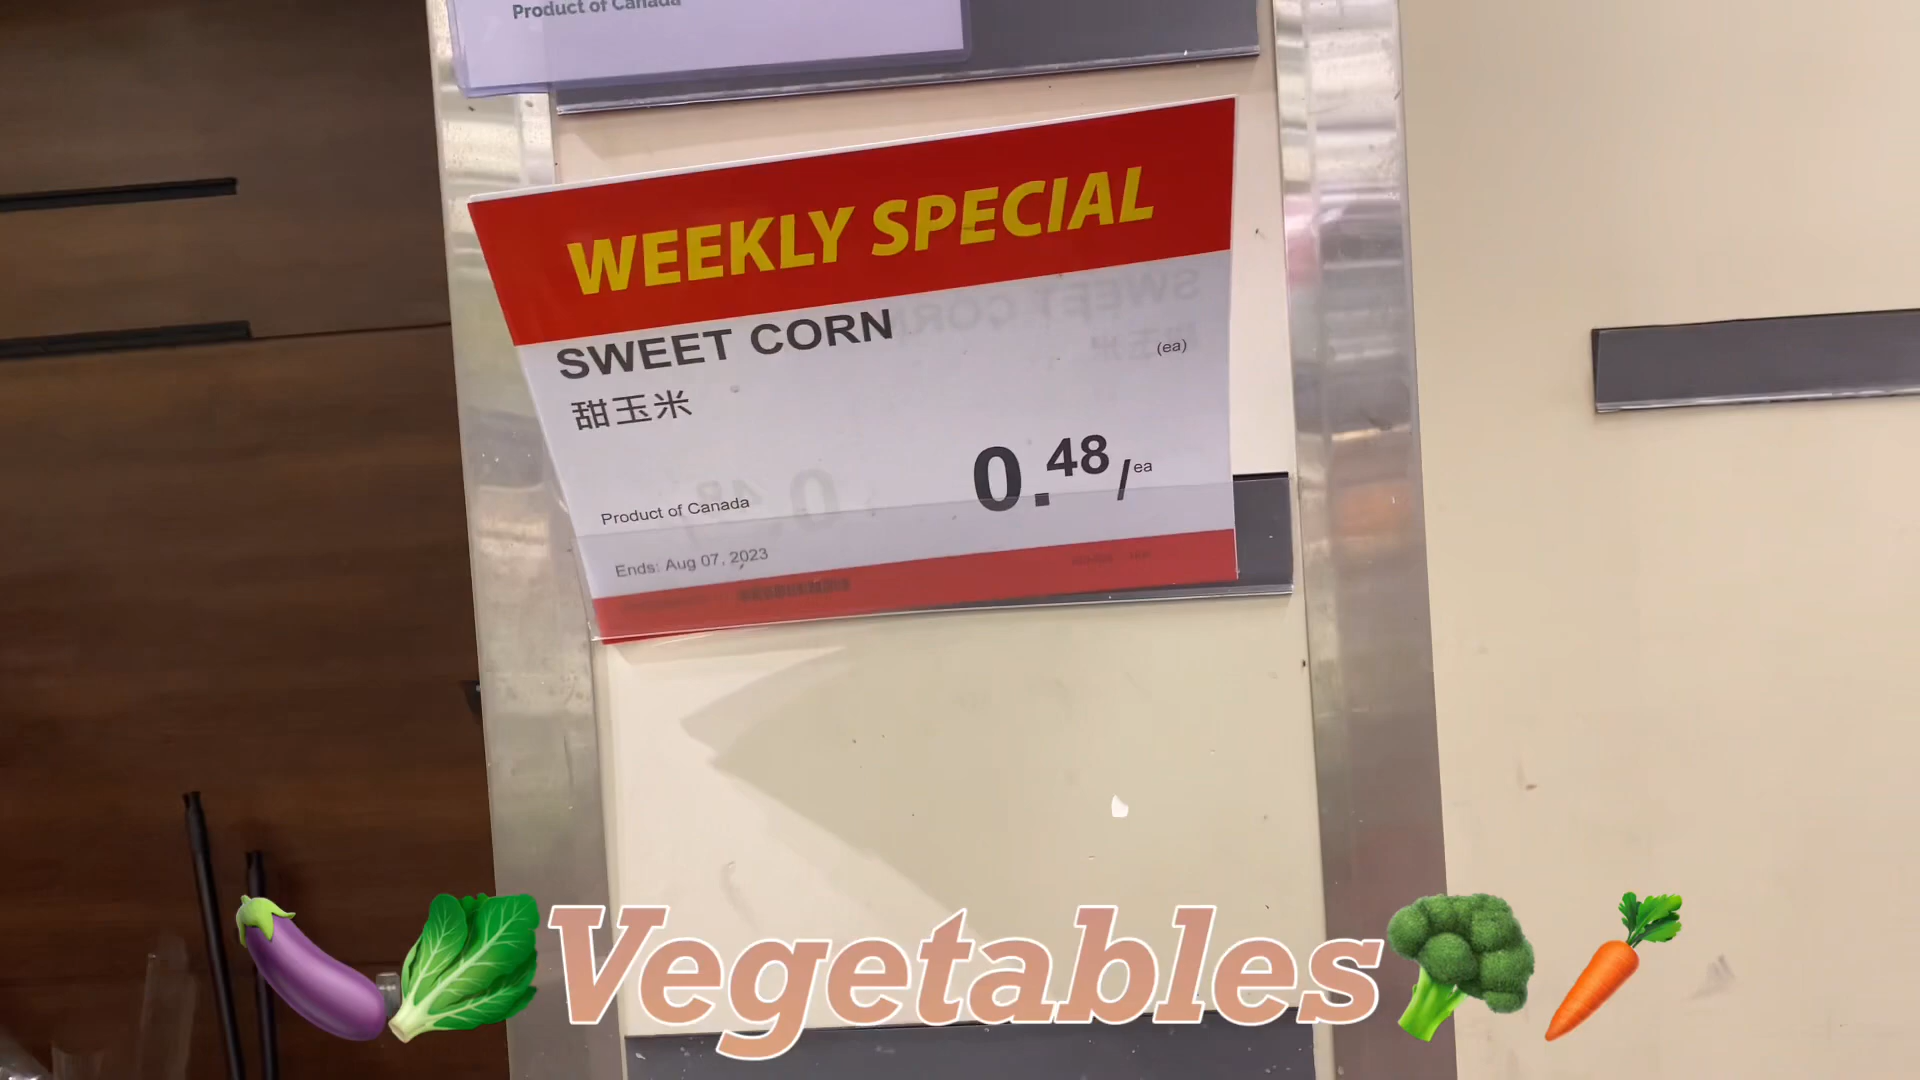 Product of Canada
WEEKLY SPECIAL
SWEET CORN
(ea)
甜玉米
0.48/ea
Product of Canada
Ends: Aug 07, 2023
Vegetables